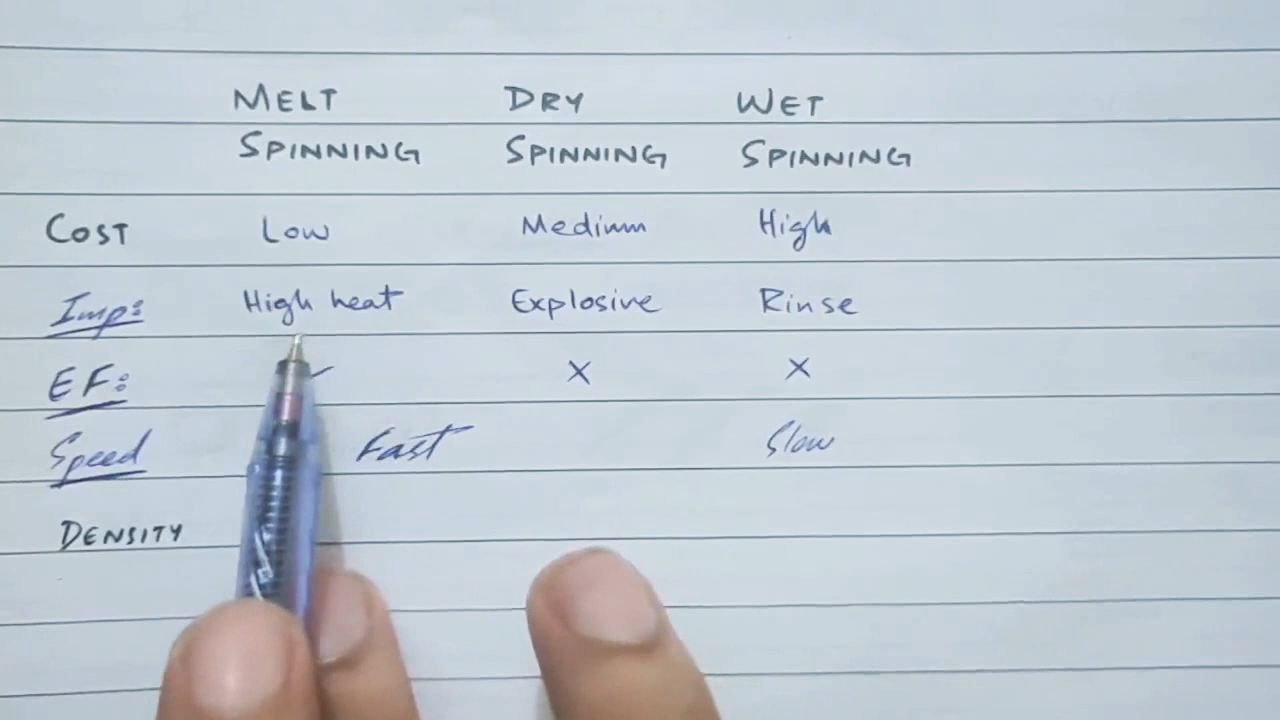 MELT DRY WET
SPINNING SPINNING SPINNING
COST Low Medium High
Imp: High heat Explosive Rinse
EF: ✓ × ×
Speed Fast Slow
DENSITY